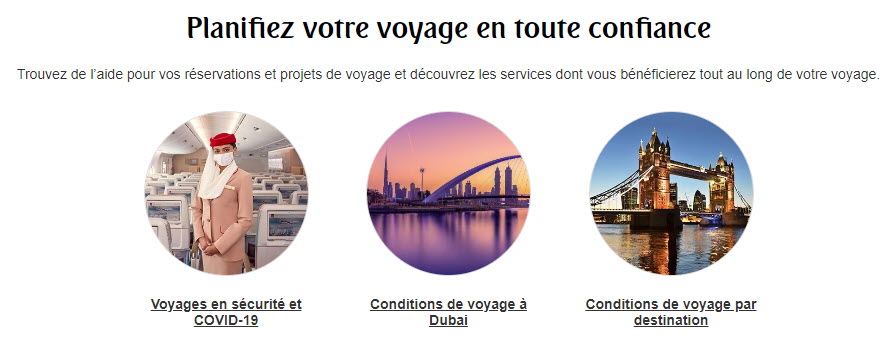 Planifiez votre voyage en toute confiance
Trouvez de l'aide pour vos réservations et projets de voyage et découvrez les services dont vous bénéficierez tout au long de votre voyage.
Voyages en sécurité et
COVID-19
Conditions de voyage à
Dubai
Conditions de voyage par
destination